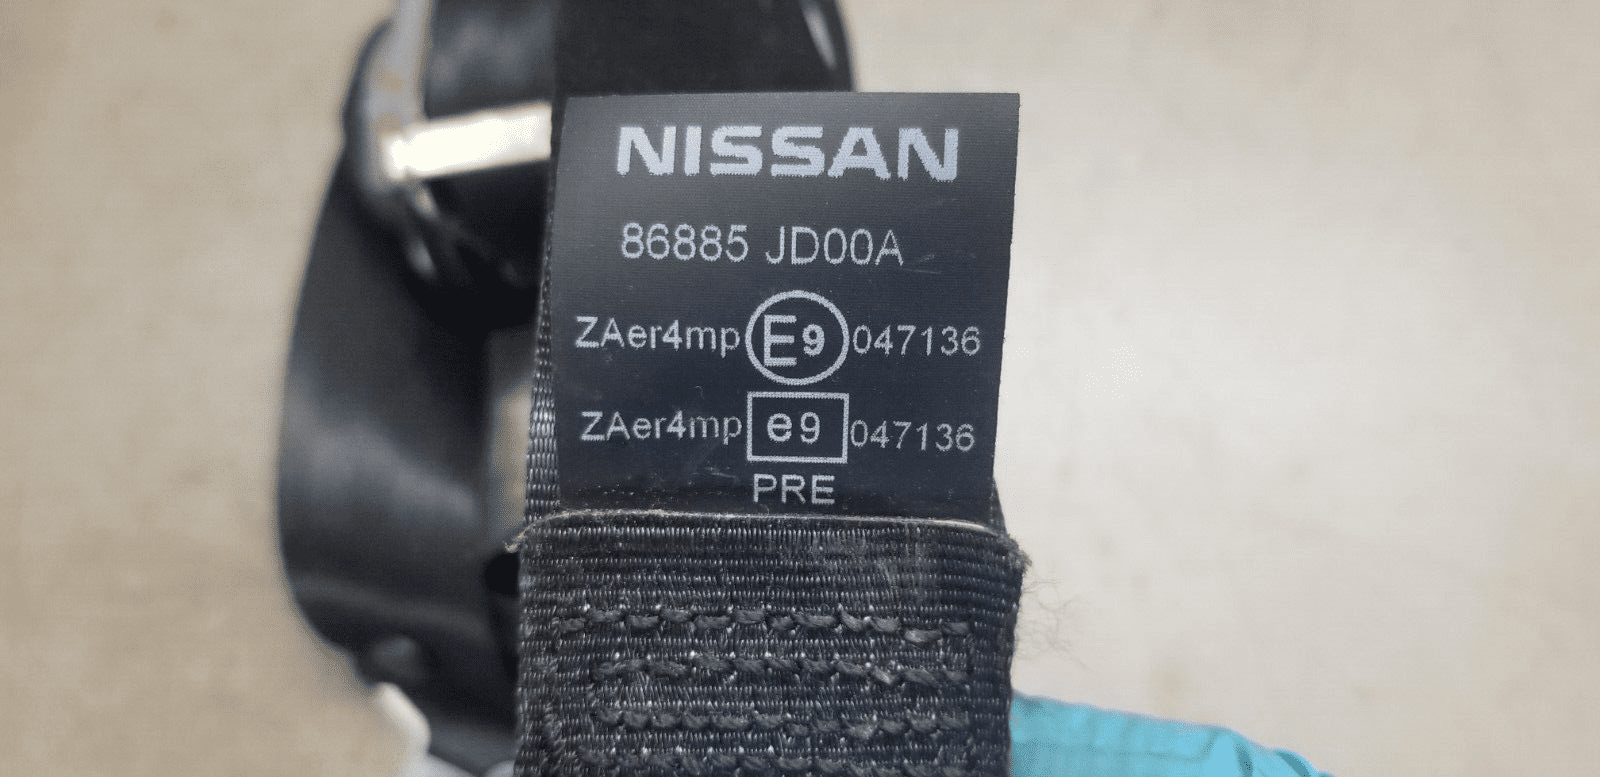 NISSAN
86885 JD00A
ZAer4mp E9 047136
ZAer4mp e9 047136
PRE